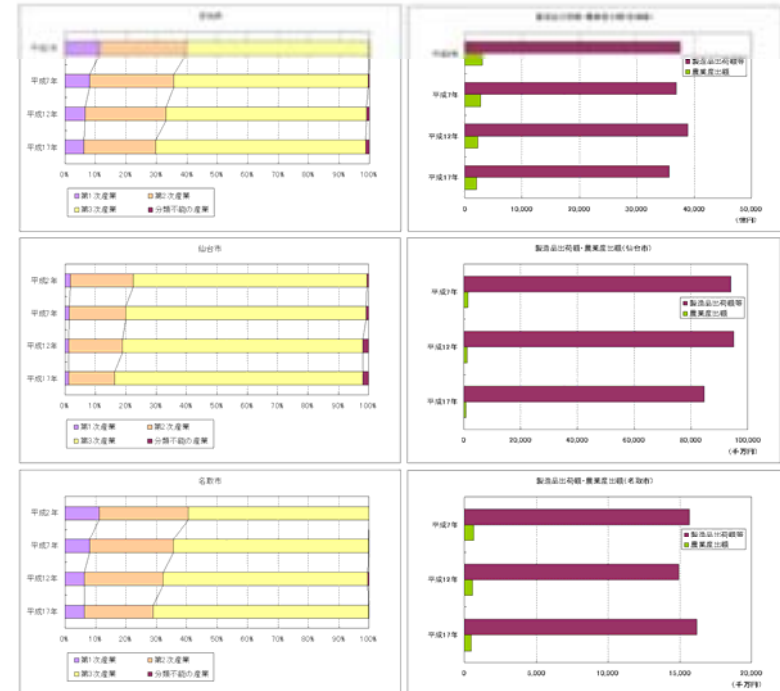 平成7年
平成12年
平成17年
0% 10% 20% 30% 40% 50% 60% 70% 80% 90% 100%
■第1次産業 ■第2次産業
■第3次産業 ■分類不能の産業
■製造品出荷額等
■農業産出額
平成7年
平成12年
平成17年
0 10,000 20,000 30,000 40,000 50,000
(億円)
仙台市
平成2年
平成7年
平成12年
平成17年
0% 10% 20% 30% 40% 50% 60% 70% 80% 90% 100%
■第1次産業 ■第2次産業
■第3次産業 ■分類不能の産業
製造品出荷額・農業産出額(仙台市)
平成7年
■製造品出荷額等
■農業産出額
平成12年
平成17年
0 20,000 40,000 60,000 80,000 100,000
(千万円)
名取市
平成2年
平成7年
平成12年
平成17年
0% 10% 20% 30% 40% 50% 60% 70% 80% 90% 100%
■第1次産業 ■第2次産業
■第3次産業 ■分類不能の産業
製造品出荷額・農業産出額(名取市)
平成7年
■製造品出荷額等
■農業産出額
平成12年
平成17年
0 5,000 10,000 15,000 20,000
(千万円)